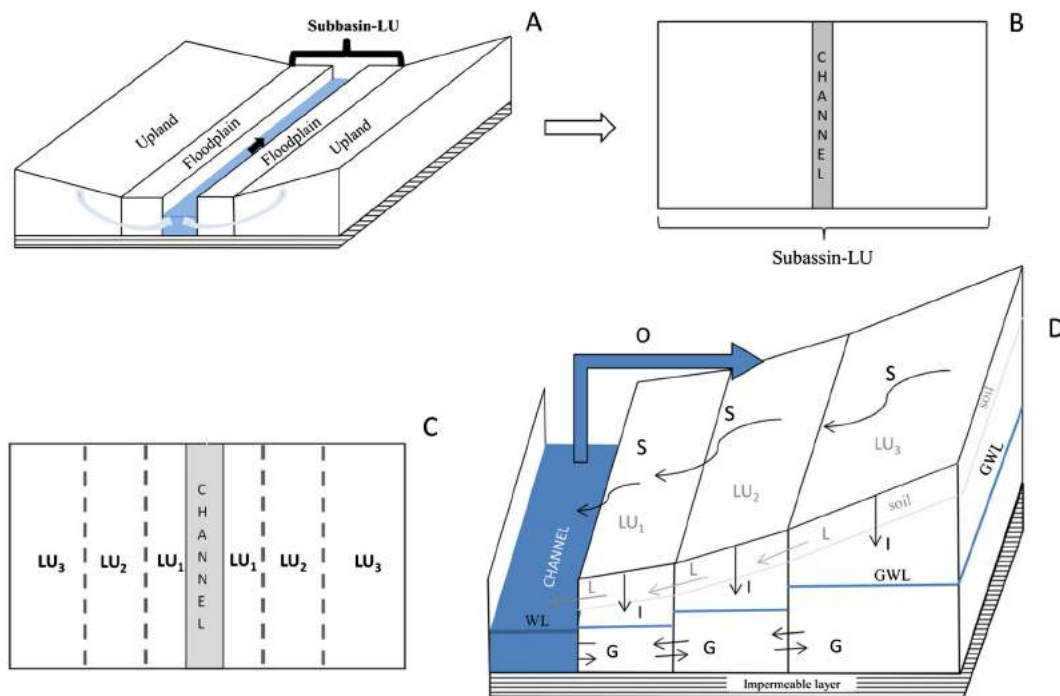 A
Subbasin-LU
Upland
Floodplain
Floodplain
Upland
B
CHANNEL
Subassin-LU
C
CHANNEL
LU₃
LU₂
LU₁
LU₁
LU₂
LU₃
D
O
S
S
S
soil
GWL
LU₃
LU₂
LU₁
CHANNEL
soil
L
I
L
I
L
I
GWL
WL
G
G
G
Impermeable layer